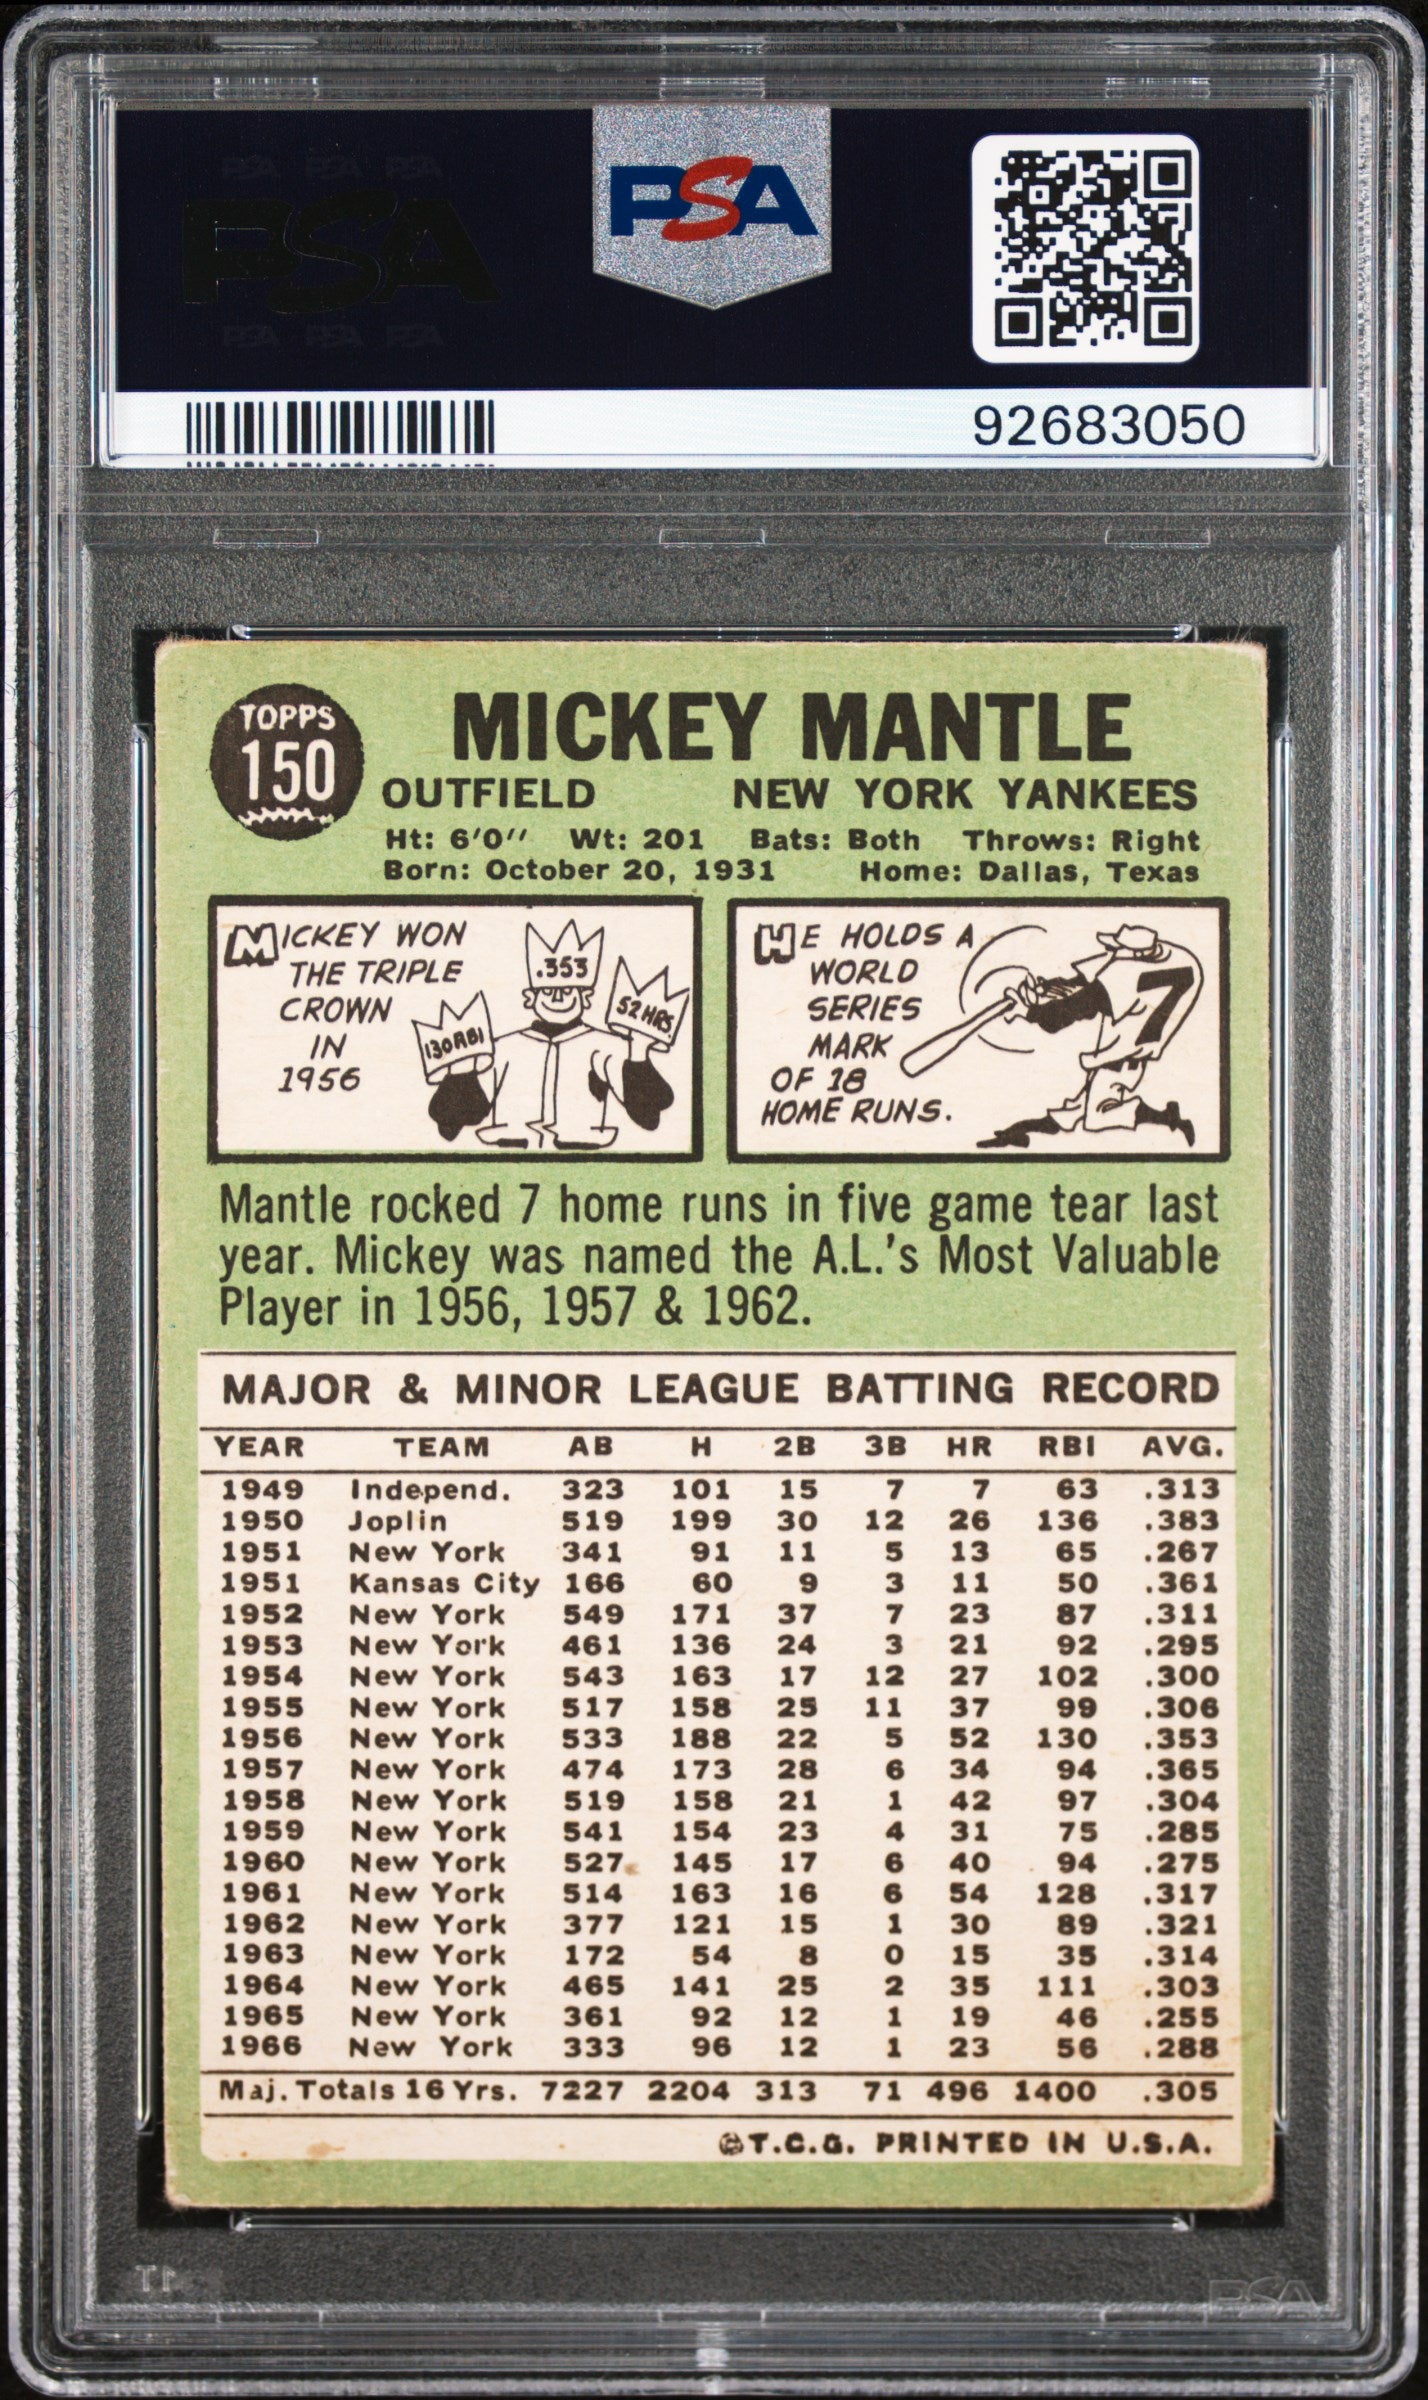 PSA PSA PSA
PSA
PSA PSA PSA
PSA
92683050
TOPPS
150
MICKEY MANTLE
OUTFIELD NEW YORK YANKEES
Ht: 6'0" Wt: 201 Bats: Both Throws: Right
Born: October 20, 1931 Home: Dallas, Texas
MICKEY WON
THE TRIPLE
CROWN
IN
1956
.353
130 RBI
52 HRS.
HE HOLDS A
WORLD
SERIES
MARK
OF 18
HOME RUNS.
7
Mantle rocked 7 home runs in five game tear last
year. Mickey was named the A.L.'s Most Valuable
Player in 1956, 1957 & 1962.
MAJOR & MINOR LEAGUE BATTING RECORD
YEAR TEAM AB H 2B 3B HR RBI AVG.
1949 Independ. 323 101 15 7 7 63 .313
1950 Joplin 519 199 30 12 26 136 .383
1951 New York 341 91 11 5 13 65 .267
1951 Kansas City 166 60 9 3 11 50 .361
1952 New York 549 171 37 7 23 87 .311
1953 New York 461 136 24 3 21 92 .295
1954 New York 543 163 17 12 27 102 .300
1955 New York 517 158 25 11 37 99 .306
1956 New York 533 188 22 5 52 130 .353
1957 New York 474 173 28 6 34 94 .365
1958 New York 519 158 21 1 42 97 .304
1959 New York 541 154 23 4 31 75 .285
1960 New York 527 145 17 6 40 94 .275
1961 New York 514 163 16 6 54 128 .317
1962 New York 377 121 15 1 30 89 .321
1963 New York 172 54 8 0 15 35 .314
1964 New York 465 141 25 2 35 111 .303
1965 New York 361 92 12 1 19 46 .255
1966 New York 333 96 12 1 23 56 .288
Maj. Totals 16 Yrs. 7227 2204 313 71 496 1400 .305
©T.C.G. PRINTED IN U.S.A.
PSA